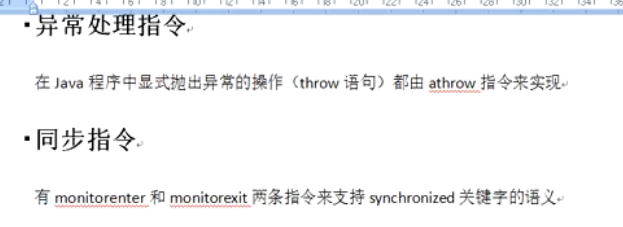 异常处理指令
在 Java 程序中显式抛出异常的操作（throw 语句）都由 athrow 指令来实现
同步指令
有 monitorenter 和 monitorexit 两条指令来支持 synchronized 关键字的语义